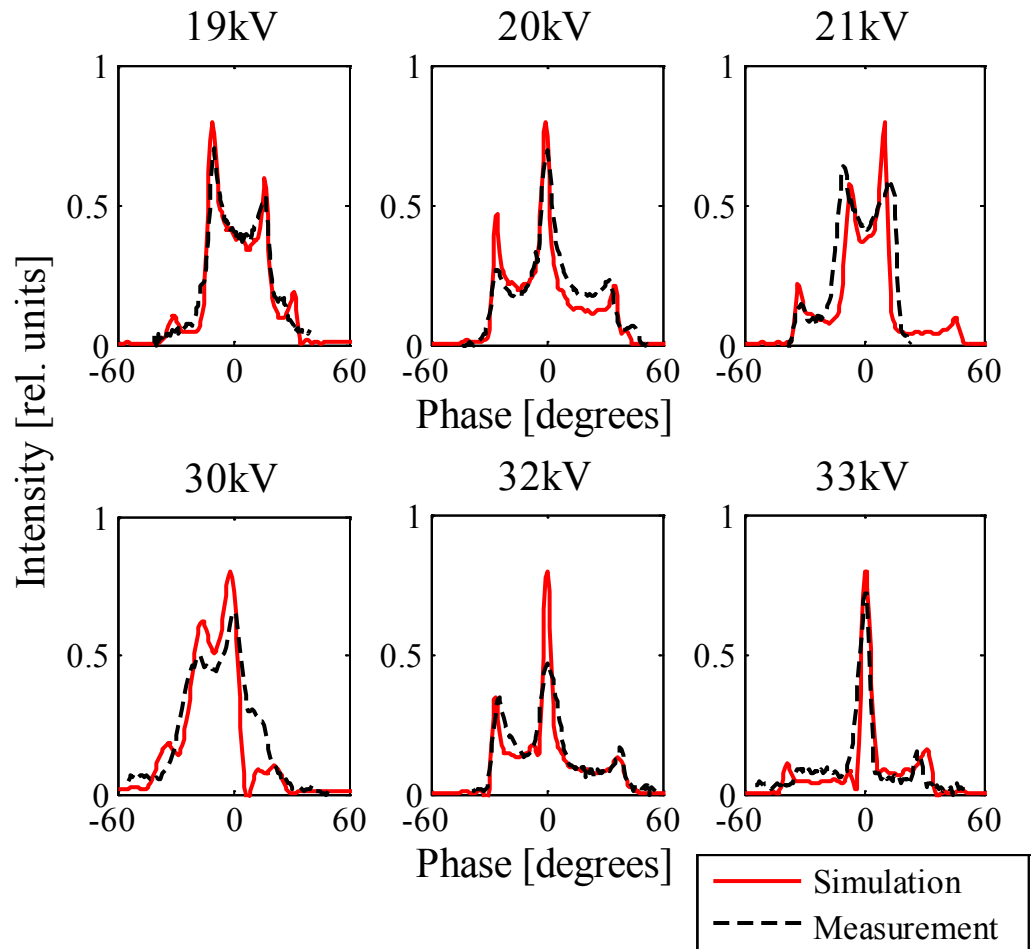 19kV 20kV 21kV
1 1 1
0.5 0.5 0.5
0 0 0
-60 0 60 -60 0 60 -60 0 60
Phase [degrees]
Intensity [rel. units]
30kV 32kV 33kV
1 1 1
0.5 0.5 0.5
0 0 0
-60 0 60 -60 0 60 -60 0 60
Phase [degrees]
Simulation
Measurement